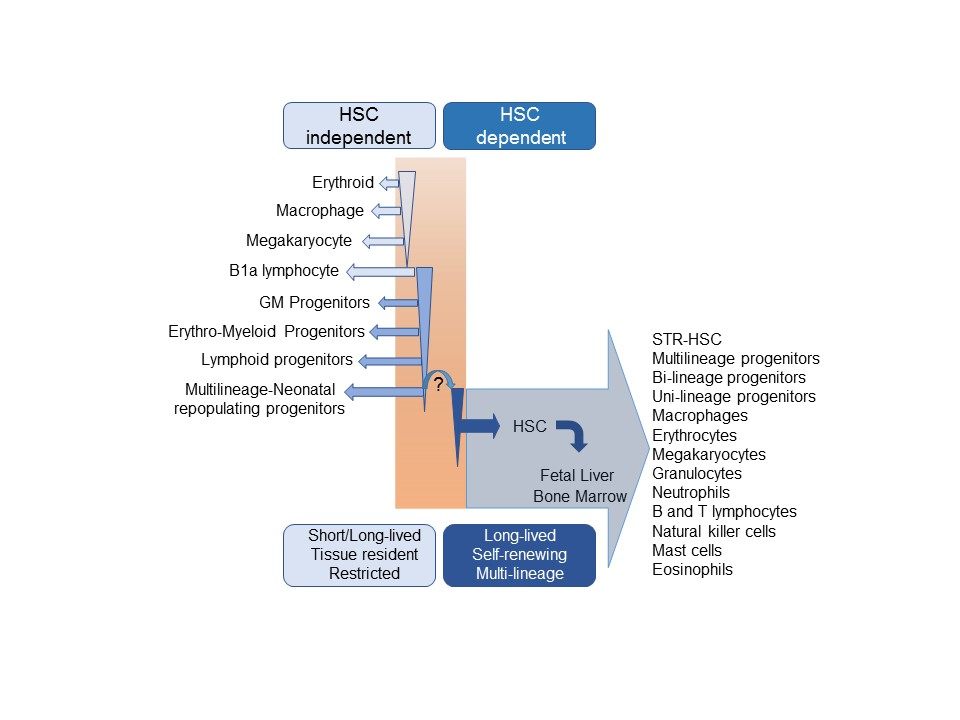 HSC
independent
HSC
dependent
Erythroid
Macrophage
Megakaryocyte
B1a lymphocyte
GM Progenitors
Erythro-Myeloid Progenitors
Lymphoid progenitors
Multilineage-Neonatal
repopulating progenitors
?
HSC
Fetal Liver
Bone Marrow
STR-HSC
Multilineage progenitors
Bi-lineage progenitors
Uni-lineage progenitors
Macrophages
Erythrocytes
Megakaryocytes
Granulocytes
Neutrophils
B and T lymphocytes
Natural killer cells
Mast cells
Eosinophils
Short/Long-lived
Tissue resident
Restricted
Long-lived
Self-renewing
Multi-lineage